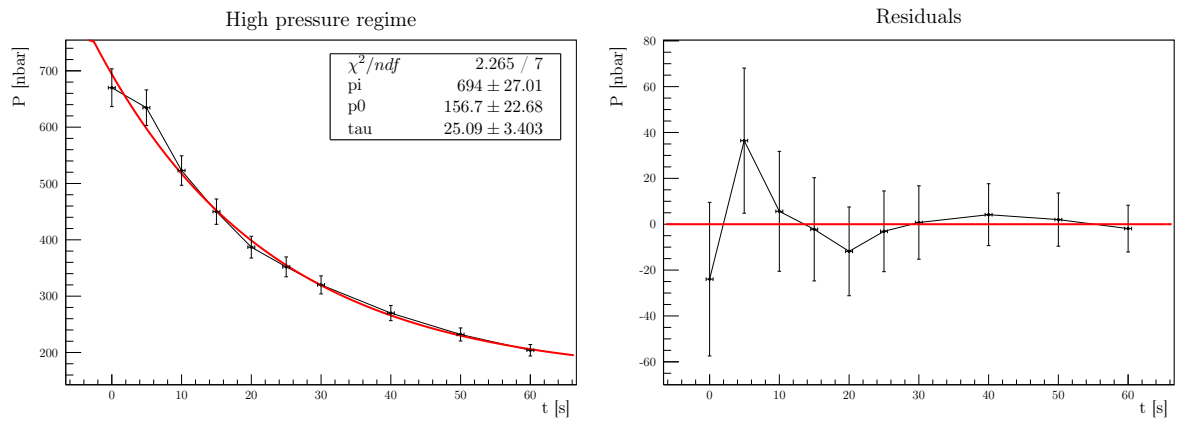 High pressure regime
P [nbar]
χ²/ndf 2.265 / 7
pi 694 ± 27.01
p0 156.7 ± 22.68
tau 25.09 ± 3.403
700
600
500
400
300
200
0 10 20 30 40 50 60
t [s]
Residuals
P [nbar]
80
60
40
20
0
-20
-40
-60
0 10 20 30 40 50 60
t [s]